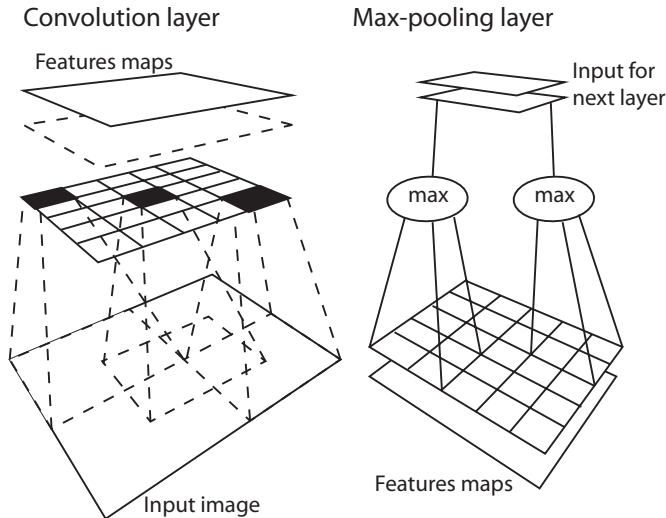 Convolution layer
Features maps
Input image
Max-pooling layer
Input for
next layer
max
max
Features maps